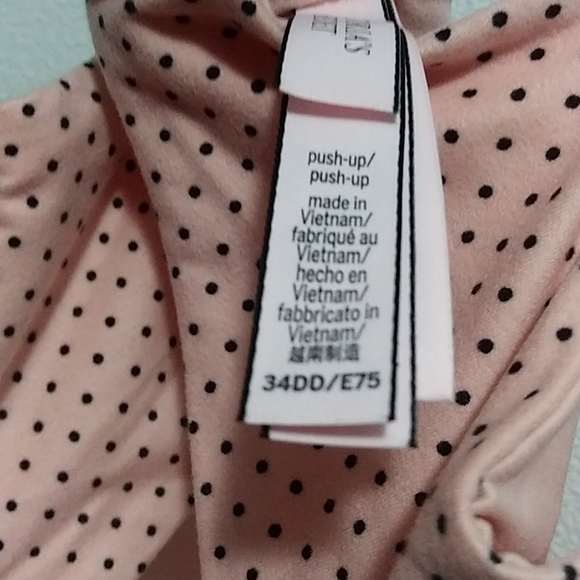 push-up/
push-up
made in
Vietnam/
fabriqué au
Vietnam/
hecho en
Vietnam/
fabbricato in
Vietnam/
越南制造
34DD/E75